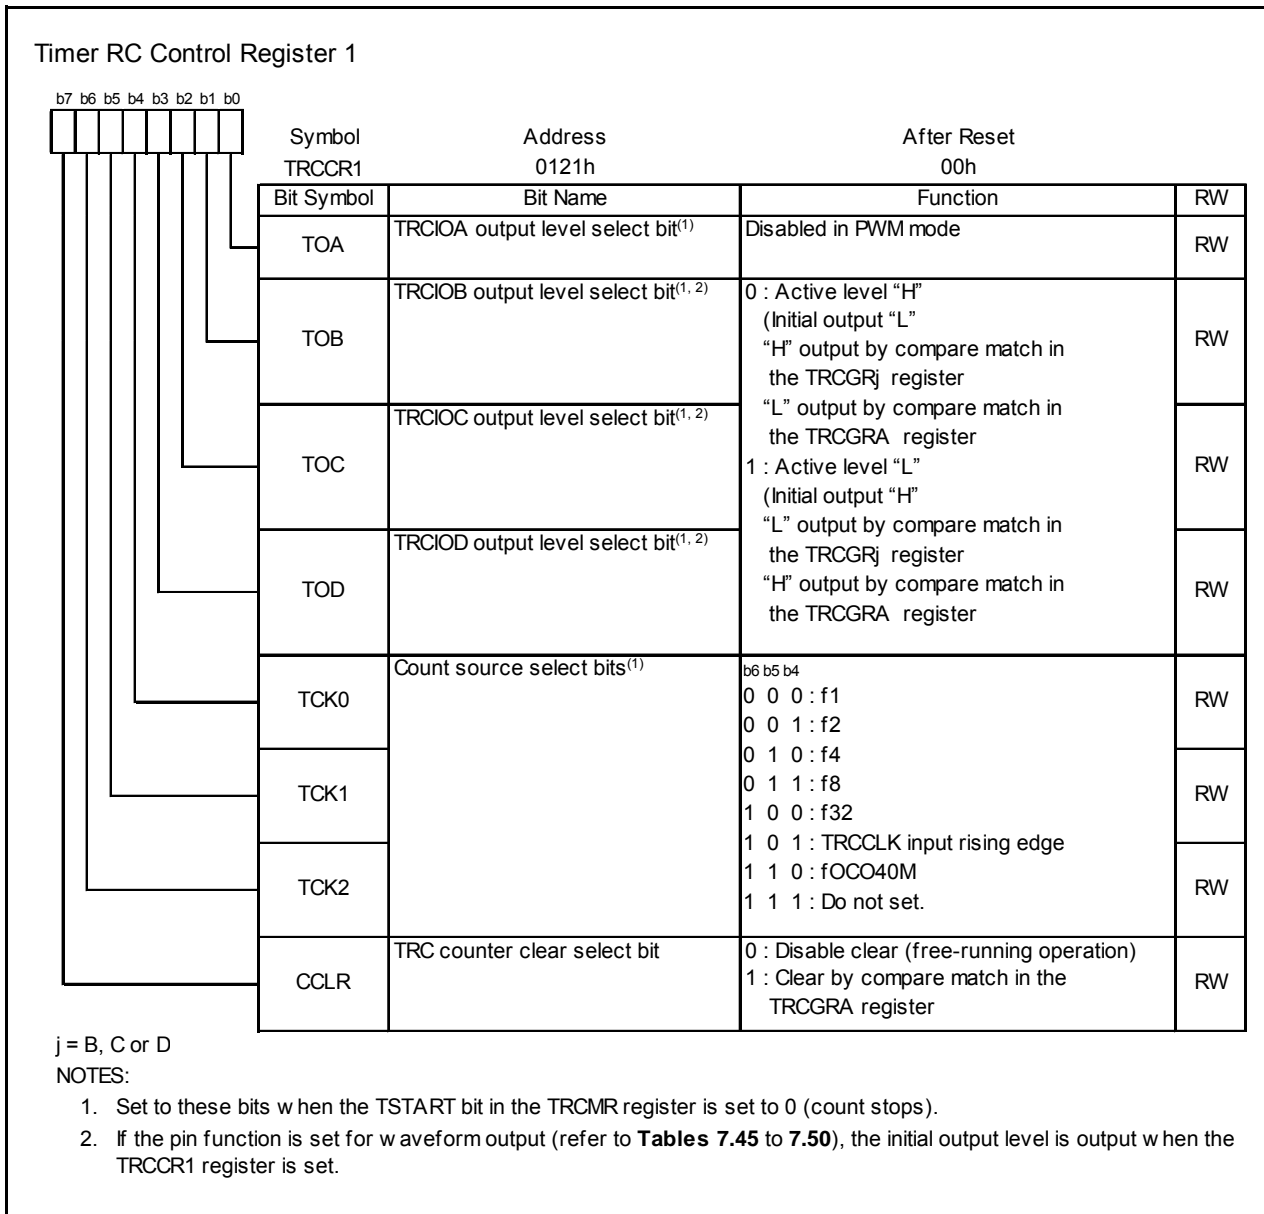 Timer RC Control Register 1
b7 b6 b5 b4 b3 b2 b1 b0
Symbol Address After Reset
TRCCR1 0121h 00h
Bit Symbol Bit Name Function RW
TOA TRCIOA output level select bit(1) Disabled in PWM mode RW
TOB TRCIOB output level select bit(1, 2) RW
TOC TRCIOC output level select bit(1, 2) RW
TOD TRCIOD output level select bit(1, 2) RW
0 : Active level “H”
(Initial output “L”
“H” output by compare match in
the TRCGRj register
“L” output by compare match in
the TRCGRA register
1 : Active level “L”
(Initial output “H”
“L” output by compare match in
the TRCGRj register
“H” output by compare match in
the TRCGRA register
TCK0 Count source select bits(1) RW
TCK1 RW
TCK2 RW
b6 b5 b4
0 0 0 : f1
0 0 1 : f2
0 1 0 : f4
0 1 1 : f8
1 0 0 : f32
1 0 1 : TRCCLK input rising edge
1 1 0 : fOCO40M
1 1 1 : Do not set.
CCLR TRC counter clear select bit RW
0 : Disable clear (free-running operation)
1 : Clear by compare match in the
TRCGRA register
j = B, C or D
NOTES:
1. Set to these bits when the TSTART bit in the TRCMR register is set to 0 (count stops).
2. If the pin function is set for waveform output (refer to Tables 7.45 to 7.50), the initial output level is output when the
TRCCR1 register is set.